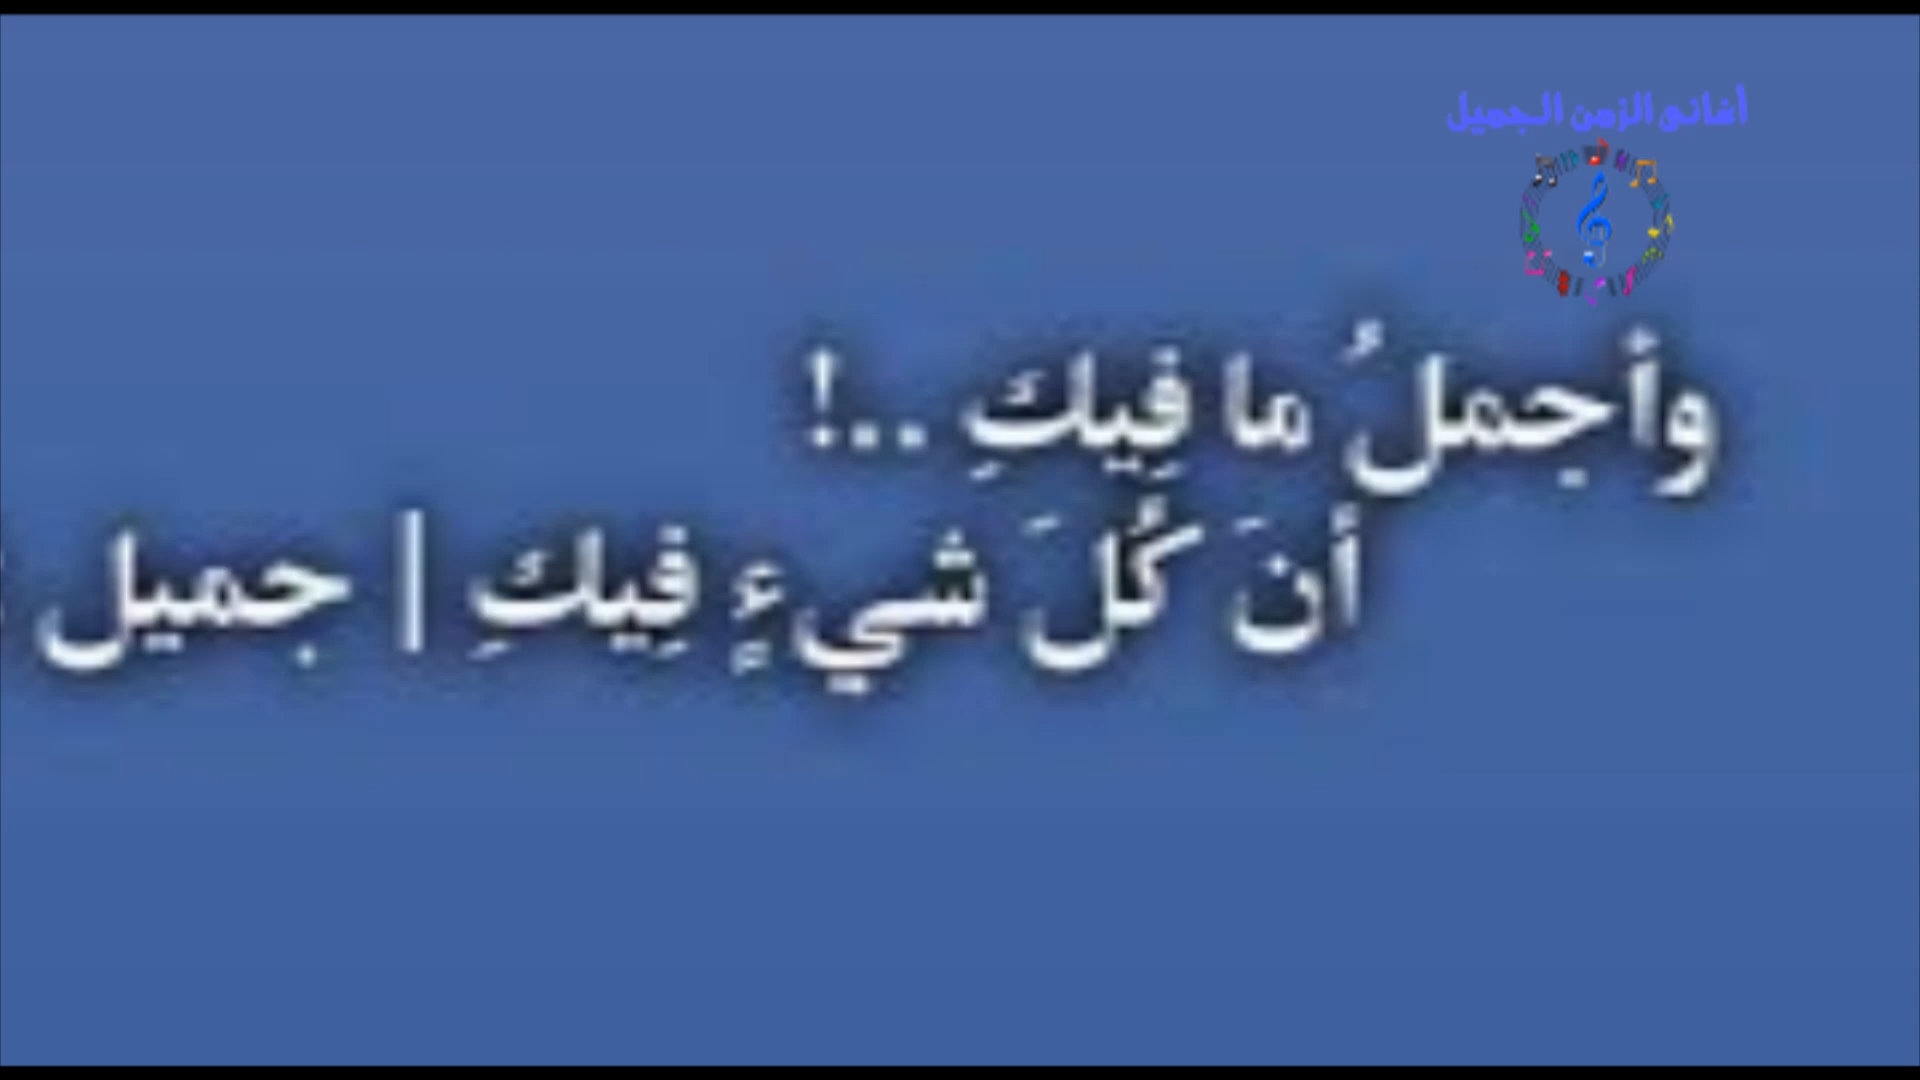 أغاني الزمن الجميل
وأجملُ ما فِيكِ ..!
أنَ كُلَ شيءٍ فِيكِ | جميل